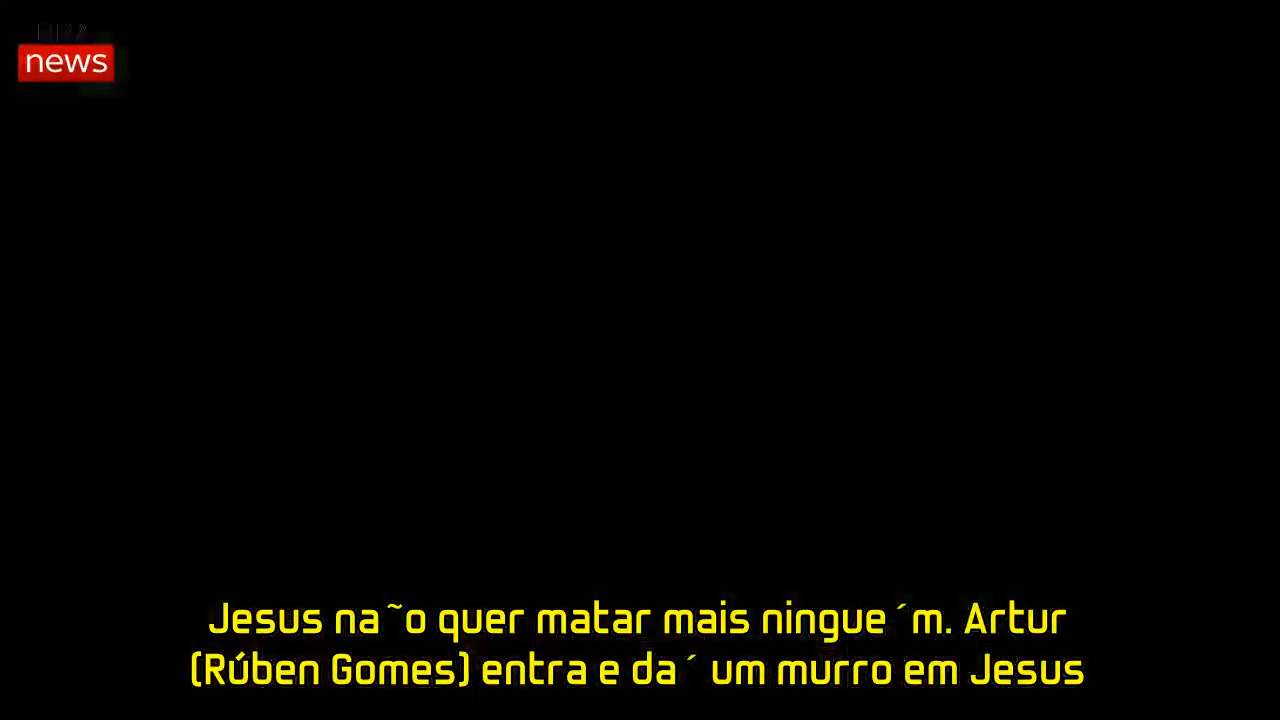 news
Jesus na˜o quer matar mais ningue´m. Artur
(Rúben Gomes) entra e da´ um murro em Jesus